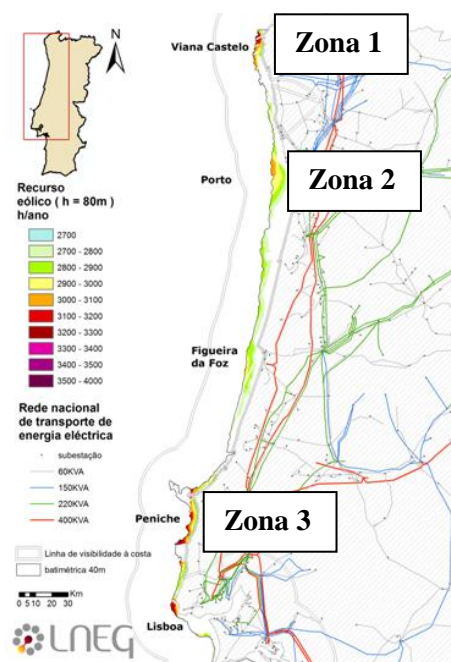 N
Viana Castelo
Zona 1
Porto
Zona 2
Recurso
eólico ( h = 80m )
h/ano
2700
2700 - 2800
2800 - 2900
2900 - 3000
3000 - 3100
3100 - 3200
3200 - 3300
3300 - 3400
3400 - 3500
3500 - 4000
Figueira
da Foz
Rede nacional
de transporte de
energia eléctrica
subestação
60KVA
150KVA
220KVA
400KVA
Peniche
Zona 3
Linha de visibilidade à costa
batimétrica 40m
0 5 10 20 30
Km
Lisboa
LNEG